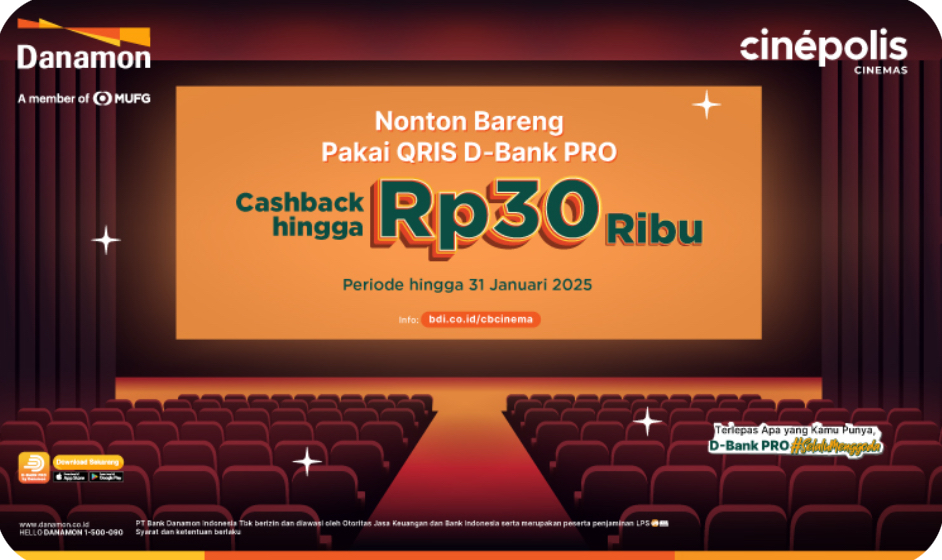 Danamon
A member of MUFG
cinépolis
CINEMAS
Nonton Bareng
Pakai QRIS D-Bank PRO
Cashback
hingga
Rp30 Ribu
Periode hingga 31 Januari 2025
Info: bdi.co.id/cbcinema
Terlepas Apa yang Kamu Punya,
D-Bank PRO #SelaluMenggoda
D-BANK PRO
Download Sekarang
App Store
Google Play
www.danamon.co.id
HELLO DANAMON 1-500-090
PT Bank Danamon Indonesia Tbk berizin dan diawasi oleh Otoritas Jasa Keuangan dan Bank Indonesia serta merupakan peserta penjaminan LPS
Syarat dan ketentuan berlaku